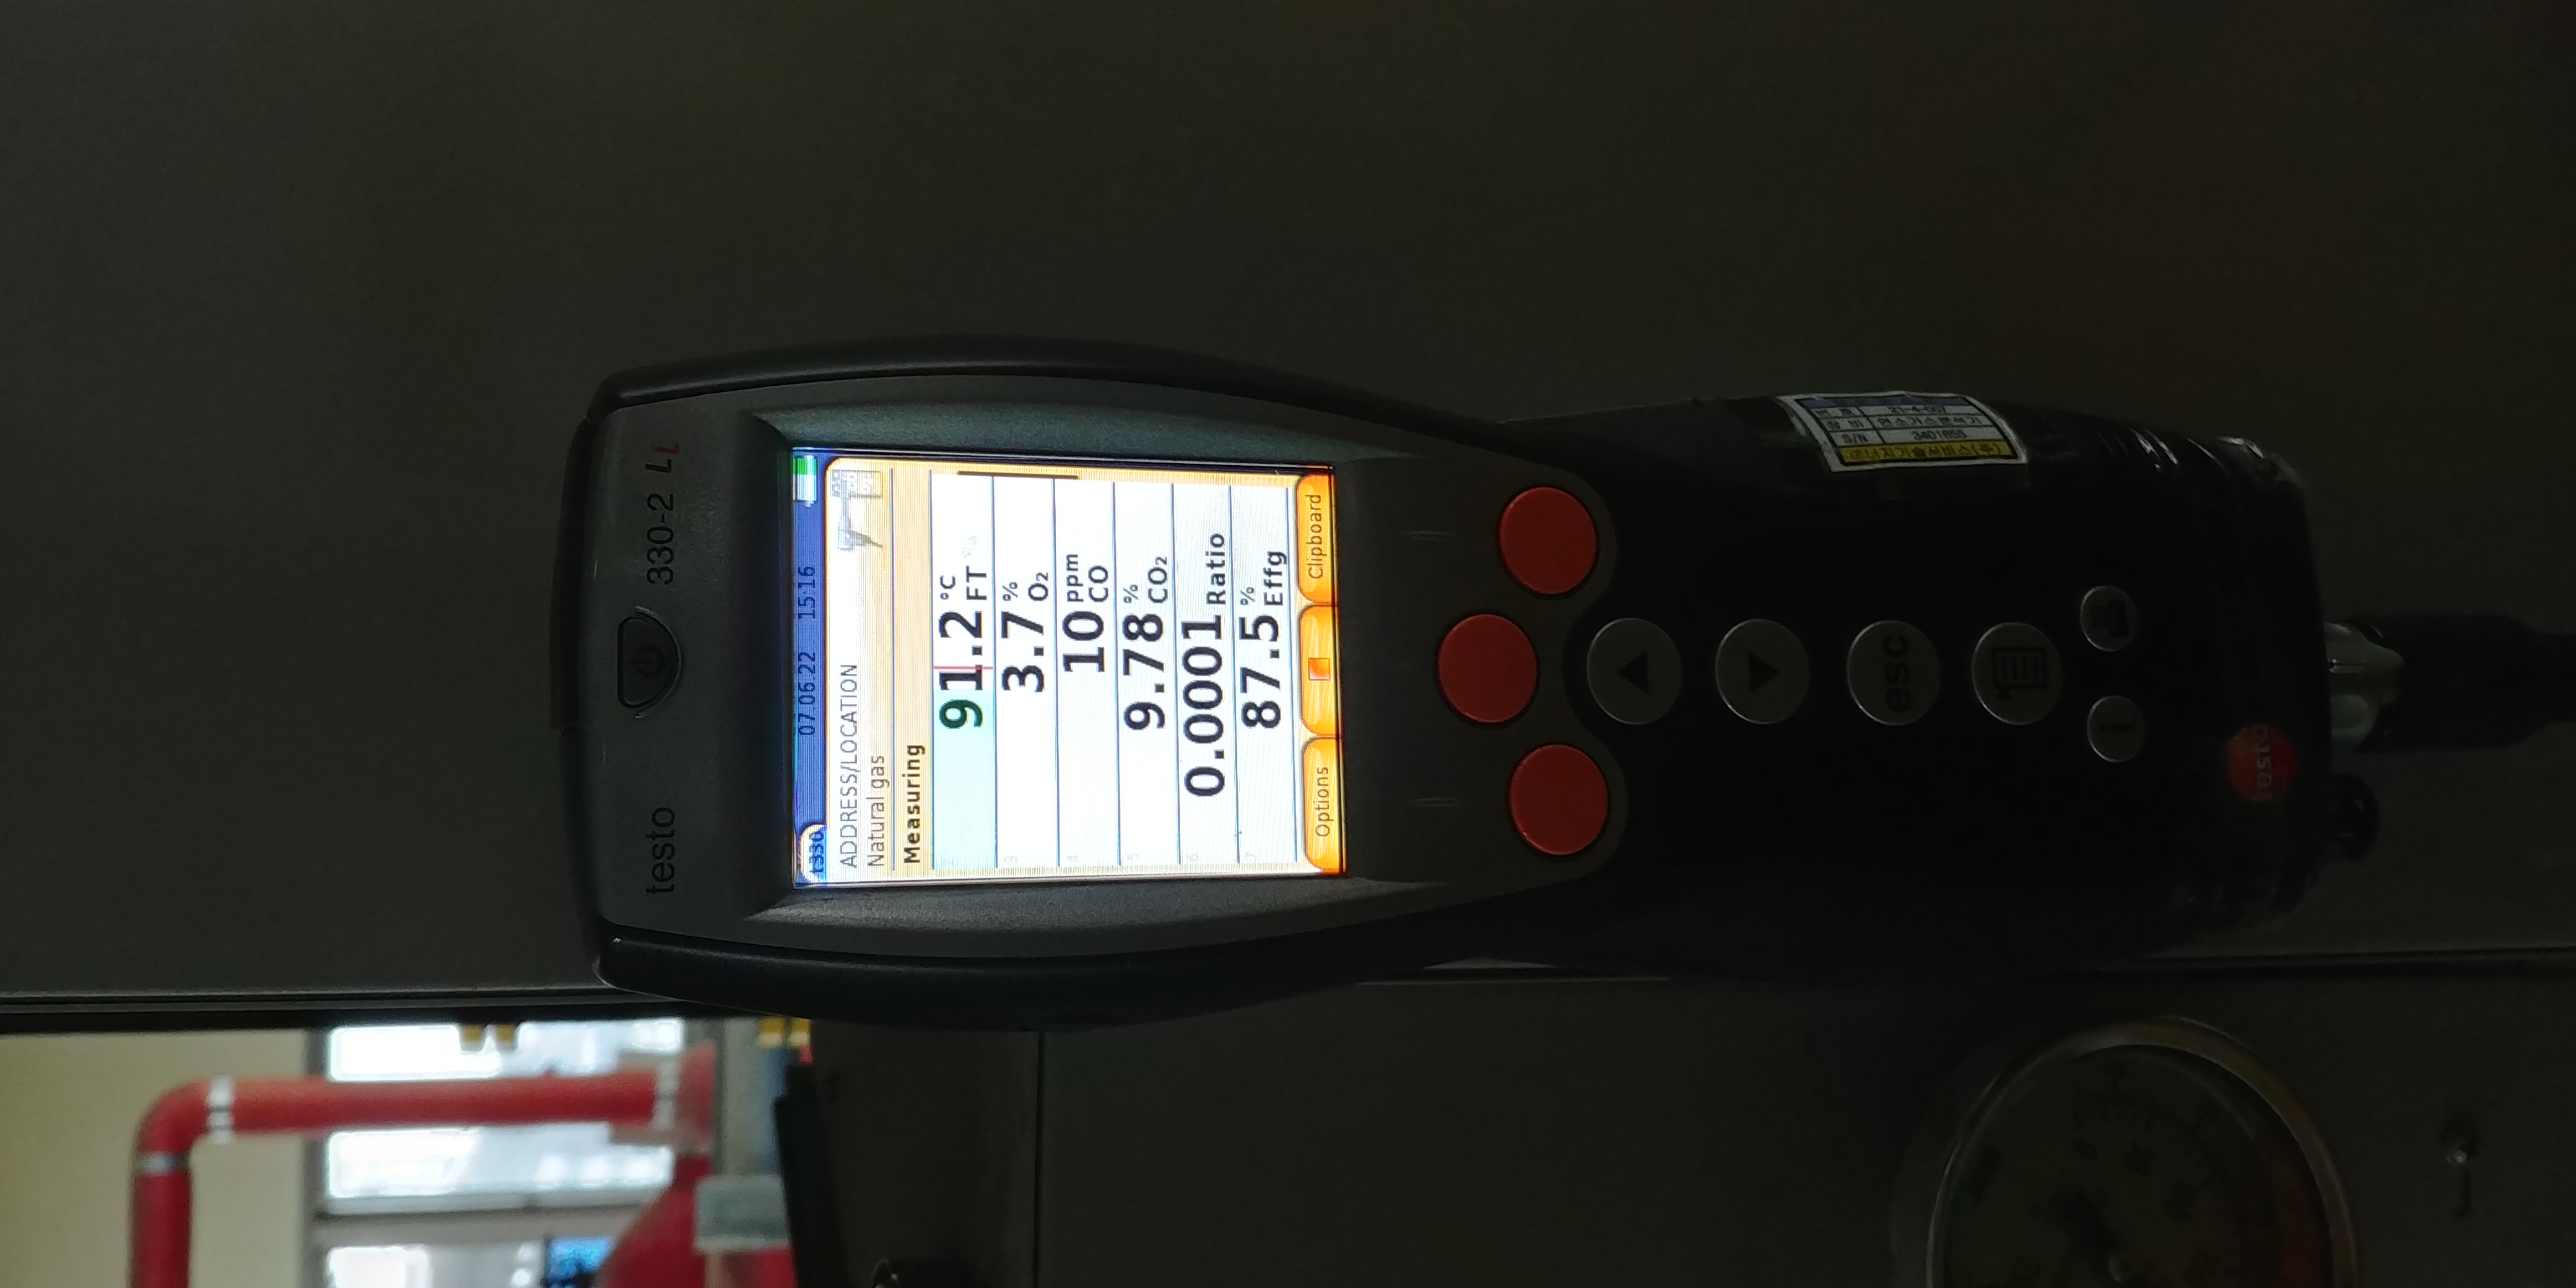 testo 330-2 LL
t330 07.06.22 15:16
ADDRESS/LOCATION
Natural gas
Measuring
91.2 °C FT
3.7 % O₂
10 ppm CO
9.78 % CO₂
0.0001 Ratio
87.5 % Effg
Options Clipboard
esc
i
testo
S/N